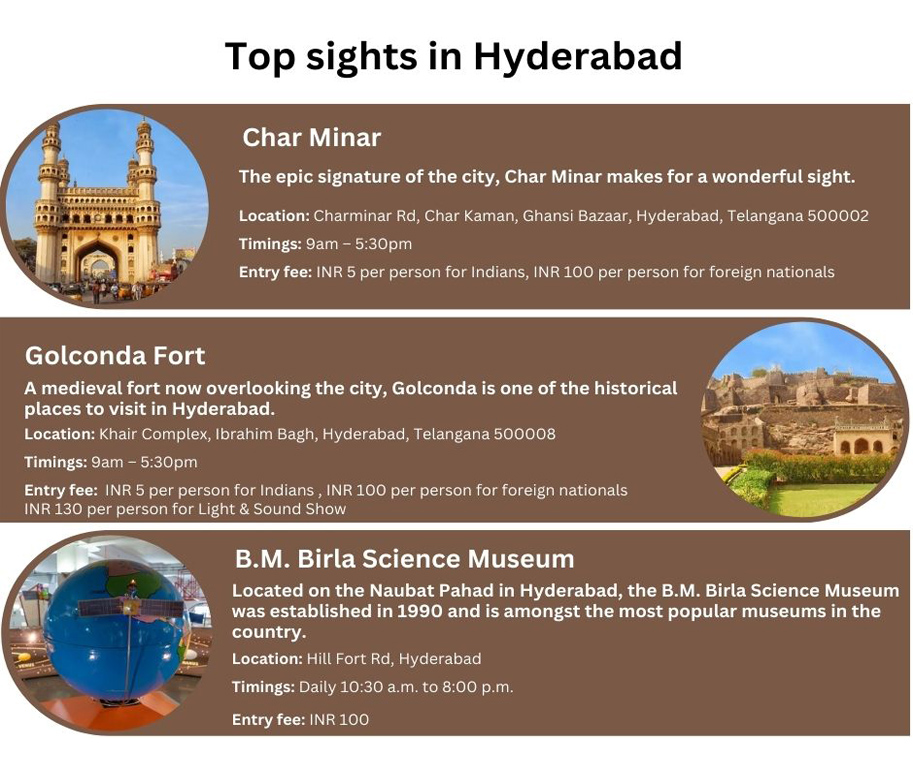 Top sights in Hyderabad
Char Minar
The epic signature of the city, Char Minar makes for a wonderful sight.
Location: Charminar Rd, Char Kaman, Ghansi Bazaar, Hyderabad, Telangana 500002
Timings: 9am – 5:30pm
Entry fee: INR 5 per person for Indians, INR 100 per person for foreign nationals
Golconda Fort
A medieval fort now overlooking the city, Golconda is one of the historical
places to visit in Hyderabad.
Location: Khair Complex, Ibrahim Bagh, Hyderabad, Telangana 500008
Timings: 9am – 5:30pm
Entry fee: INR 5 per person for Indians , INR 100 per person for foreign nationals
INR 130 per person for Light & Sound Show
B.M. Birla Science Museum
Located on the Naubat Pahad in Hyderabad, the B.M. Birla Science Museum
was established in 1990 and is amongst the most popular museums in the
country.
Location: Hill Fort Rd, Hyderabad
Timings: Daily 10:30 a.m. to 8:00 p.m.
Entry fee: INR 100